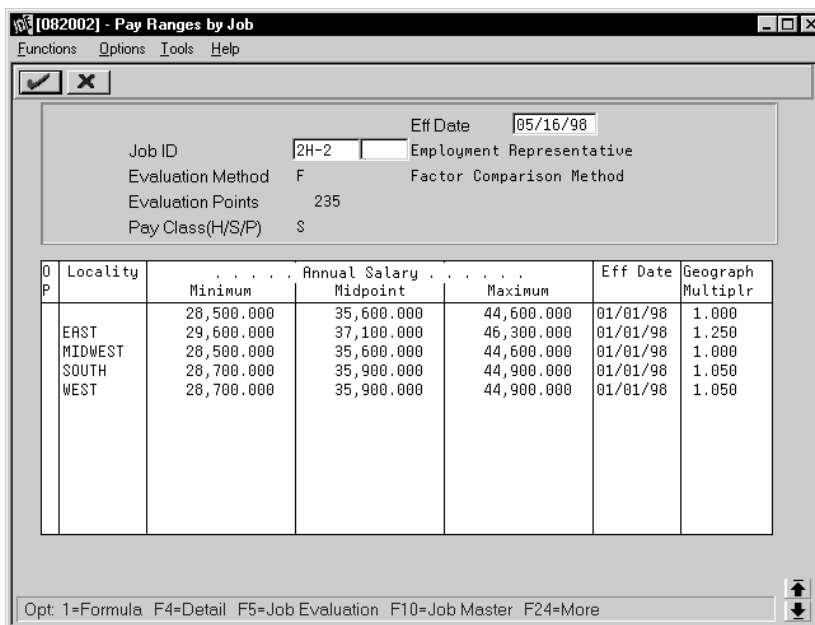 [082002] - Pay Ranges by Job
Functions Options Tools Help
Eff Date 05/16/98
Job ID 2H-2 Employment Representative
Evaluation Method F Factor Comparison Method
Evaluation Points 235
Pay Class(H/S/P) S
O Locality . . . . . Annual Salary . . . . . . Eff Date Geograph
P Minimum Midpoint Maximum Multiplr
28,500.000 35,600.000 44,600.000 01/01/98 1.000
EAST 29,600.000 37,100.000 46,300.000 01/01/98 1.250
MIDWEST 28,500.000 35,600.000 44,600.000 01/01/98 1.000
SOUTH 28,700.000 35,900.000 44,900.000 01/01/98 1.050
WEST 28,700.000 35,900.000 44,900.000 01/01/98 1.050
Opt: 1=Formula F4=Detail F5=Job Evaluation F10=Job Master F24=More